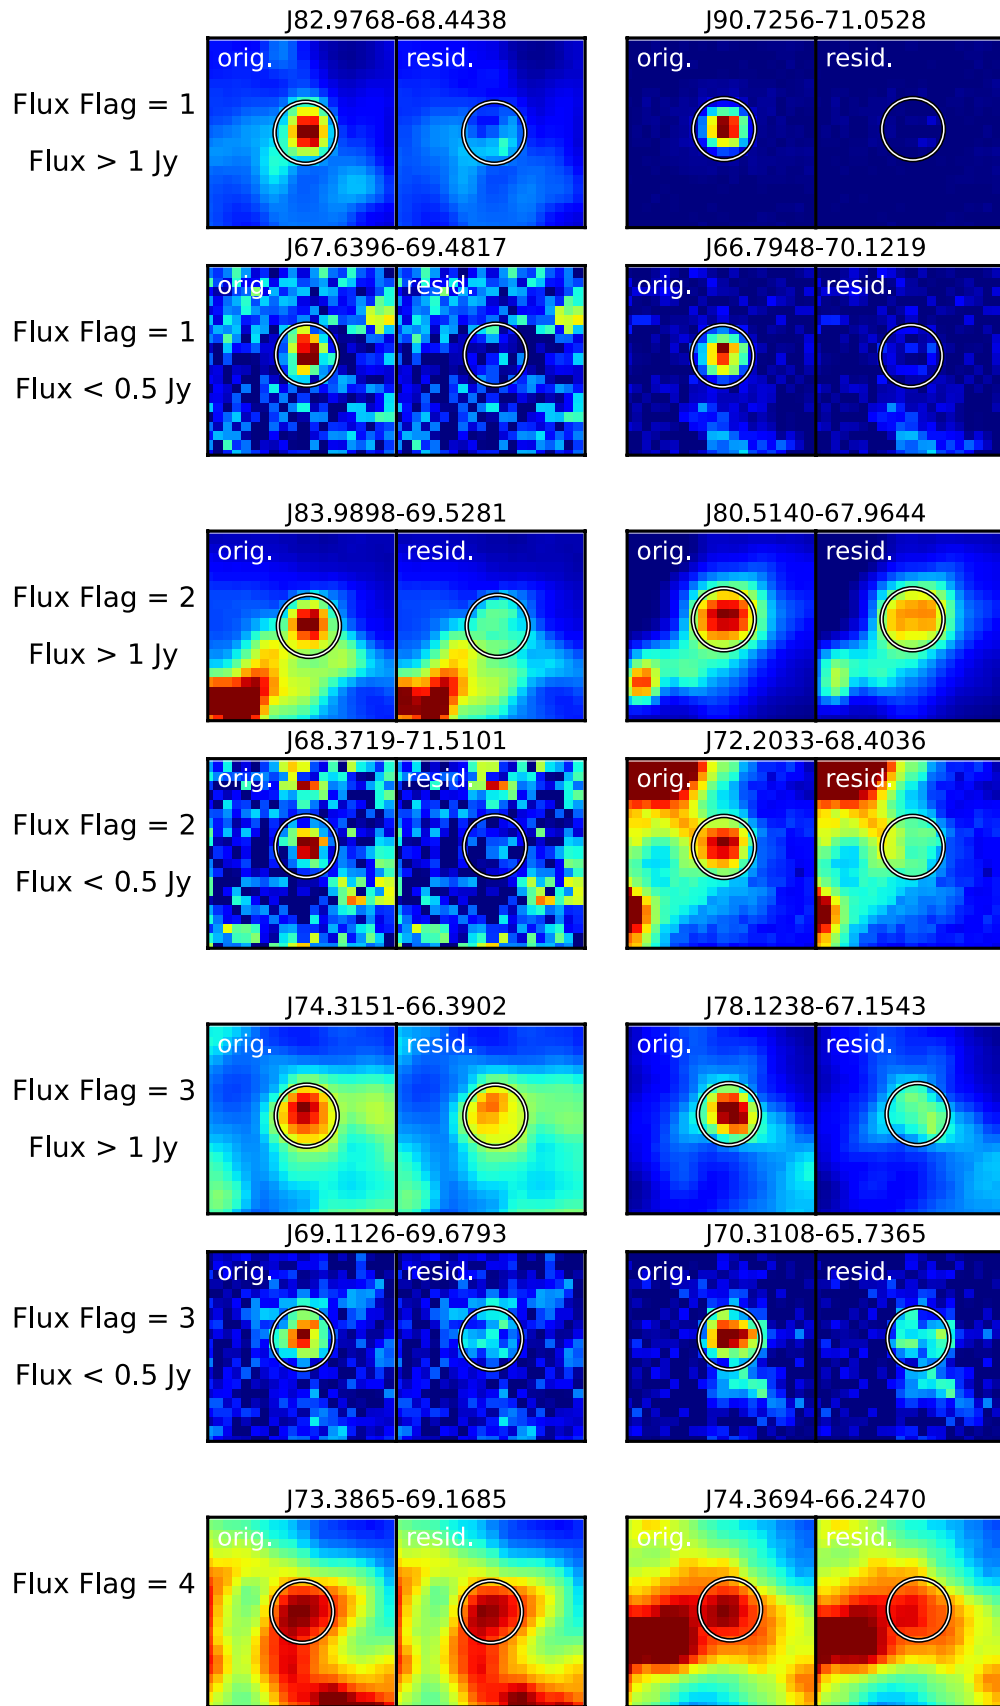 J82.9768-68.4438 J90.7256-71.0528
orig. resid. orig. resid.
Flux Flag = 1
Flux > 1 Jy
J67.6396-69.4817 J66.7948-70.1219
orig. resid. orig. resid.
Flux Flag = 1
Flux < 0.5 Jy
J83.9898-69.5281 J80.5140-67.9644
orig. resid. orig. resid.
Flux Flag = 2
Flux > 1 Jy
J68.3719-71.5101 J72.2033-68.4036
orig. resid. orig. resid.
Flux Flag = 2
Flux < 0.5 Jy
J74.3151-66.3902 J78.1238-67.1543
orig. resid. orig. resid.
Flux Flag = 3
Flux > 1 Jy
J69.1126-69.6793 J70.3108-65.7365
orig. resid. orig. resid.
Flux Flag = 3
Flux < 0.5 Jy
J73.3865-69.1685 J74.3694-66.2470
orig. resid. orig. resid.
Flux Flag = 4